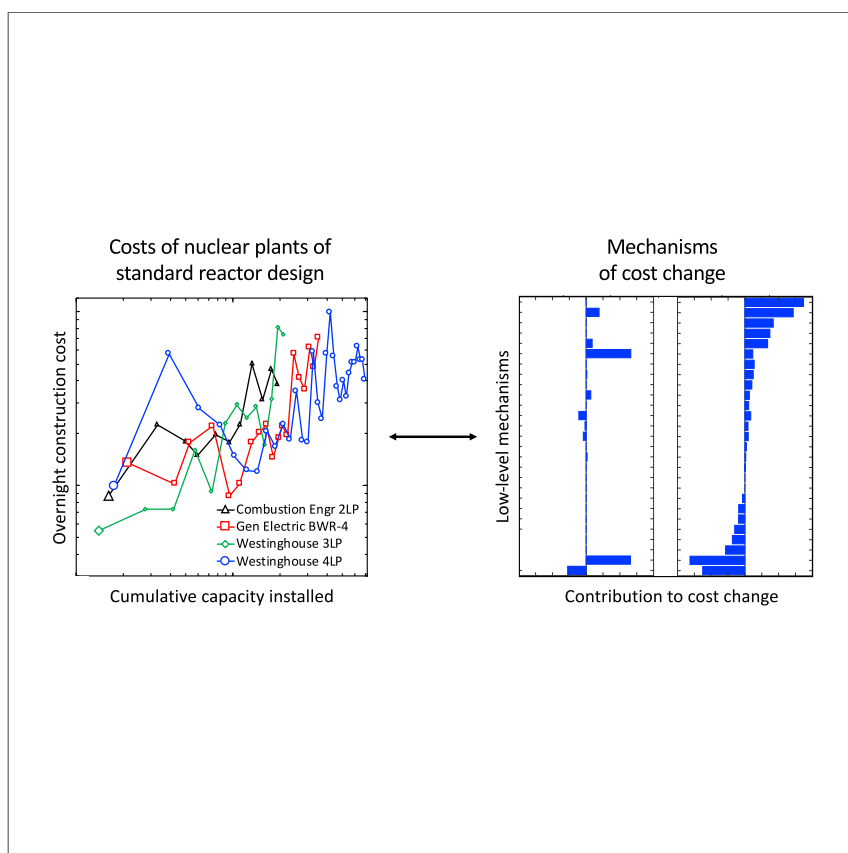 Costs of nuclear plants of
standard reactor design
Overnight construction cost
Combustion Engr 2LP
Gen Electric BWR-4
Westinghouse 3LP
Westinghouse 4LP
Cumulative capacity installed
Mechanisms
of cost change
Low-level mechanisms
Contribution to cost change